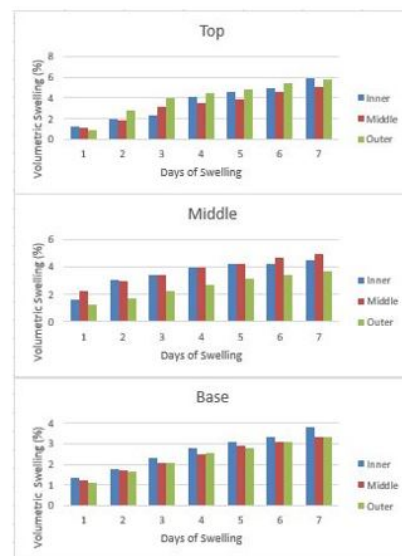 Top
Volumetric Swelling (%)
8
6
4
2
0
1 2 3 4 5 6 7
Days of Swelling
Inner
Middle
Outer
Middle
Volumetric Swelling (%)
6
4
2
0
1 2 3 4 5 6 7
Days of Swelling
Inner
Middle
Outer
Base
Volumetric Swelling (%)
4
3
2
1
0
1 2 3 4 5 6 7
Days of Swelling
Inner
Middle
Outer